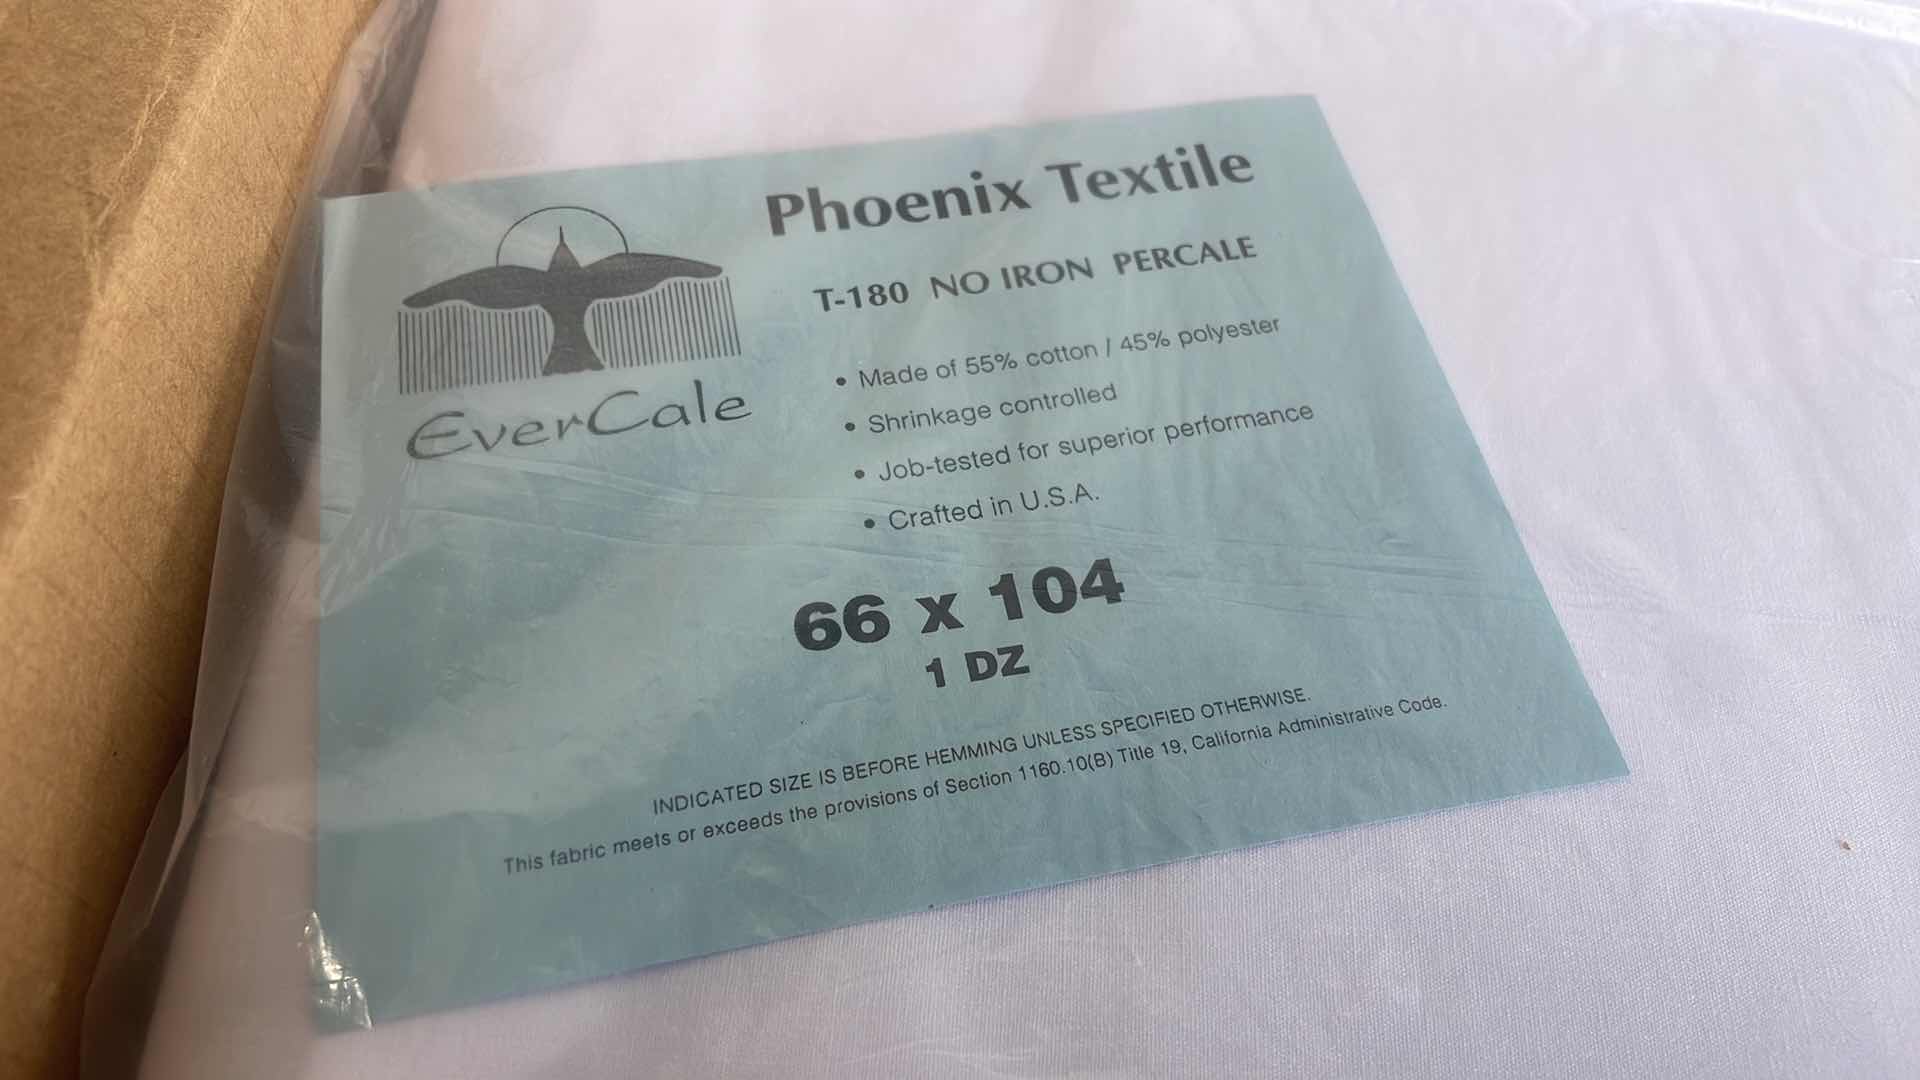 Phoenix Textile
T-180 NO IRON PERCALE
EverCale
• Made of 55% cotton / 45% polyester
• Shrinkage controlled
• Job-tested for superior performance
• Crafted in U.S.A.
66 x 104
1 DZ
INDICATED SIZE IS BEFORE HEMMING UNLESS SPECIFIED OTHERWISE.
This fabric meets or exceeds the provisions of Section 1160.10(B) Title 19, California Administrative Code.